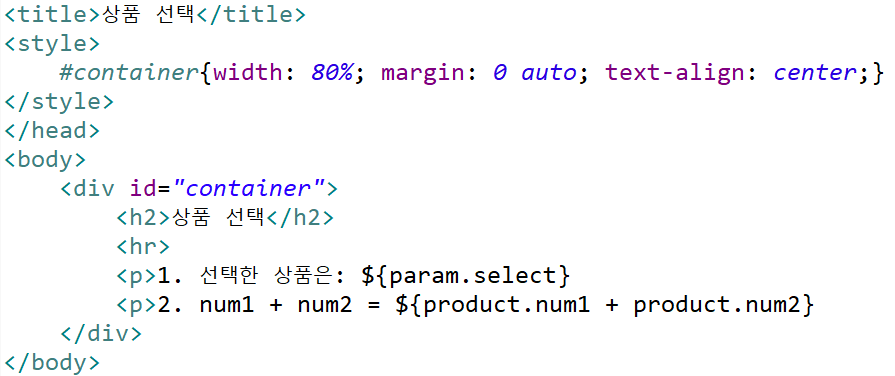 <title>상품 선택</title>
<style>
    #container{width: 80%; margin: 0 auto; text-align: center;}
</style>
</head>
<body>
    <div id="container">
        <h2>상품 선택</h2>
        <hr>
        <p>1. 선택한 상품은: ${param.select}
        <p>2. num1 + num2 = ${product.num1 + product.num2}
    </div>
</body>